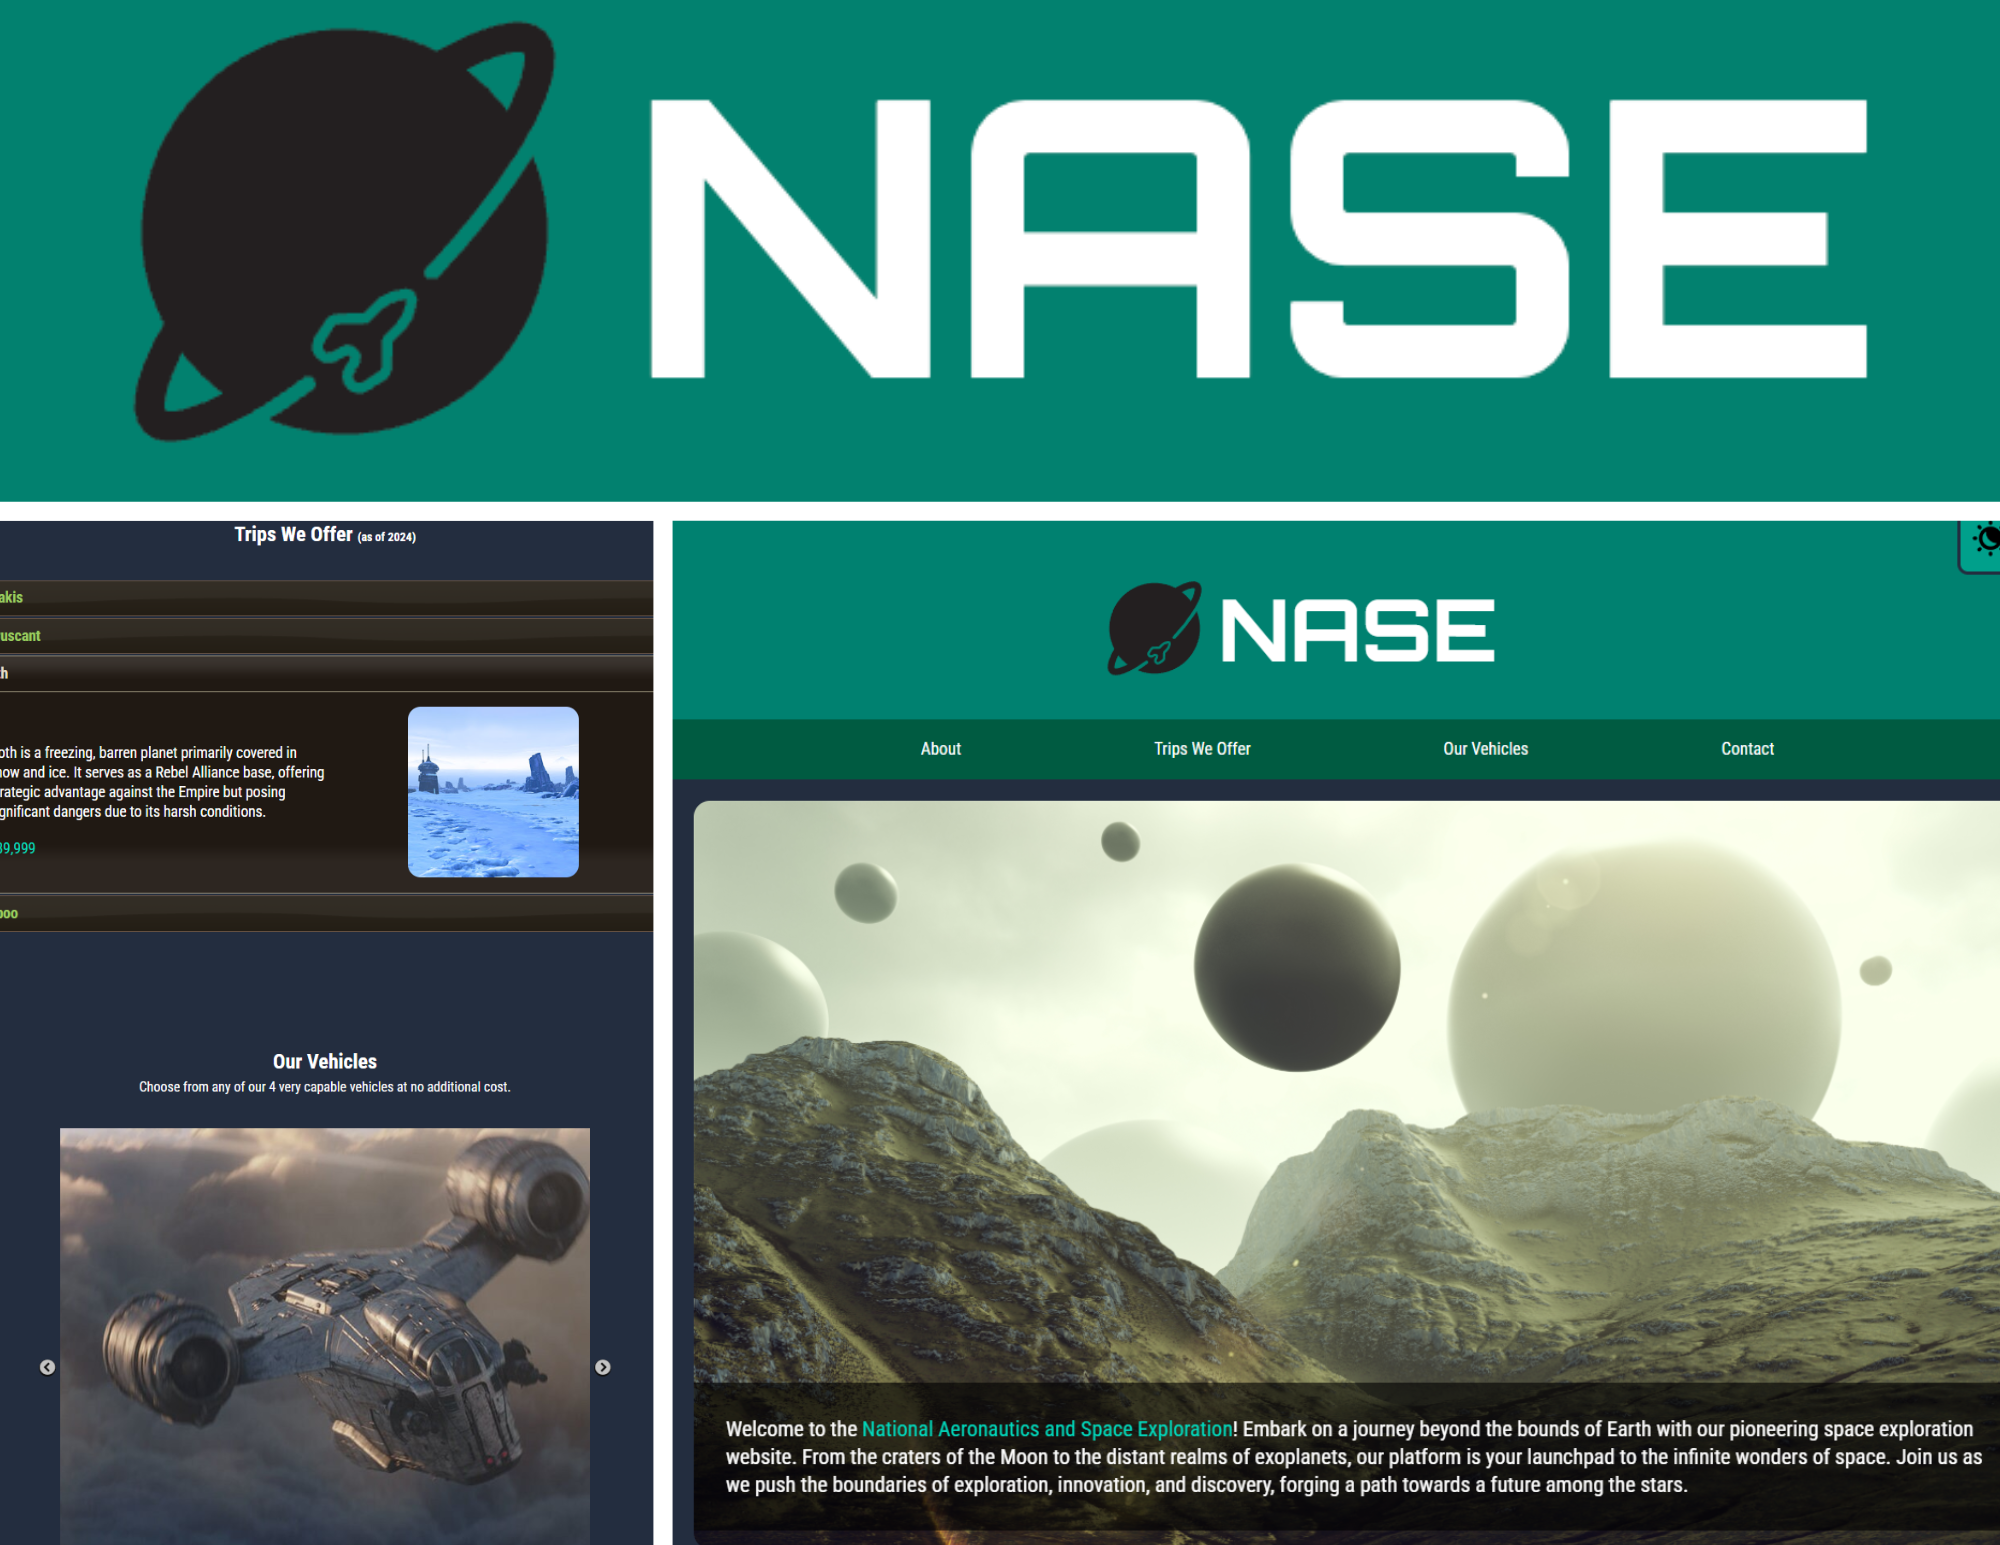 NASE
Trips We Offer (as of 2024)
akis
uscant
h
oth is a freezing, barren planet primarily covered in
now and ice. It serves as a Rebel Alliance base, offering
rategic advantage against the Empire but posing
gnificant dangers due to its harsh conditions.
39,999
boo
Our Vehicles
Choose from any of our 4 very capable vehicles at no additional cost.
NASE
About Trips We Offer Our Vehicles Contact
Welcome to the National Aeronautics and Space Exploration! Embark on a journey beyond the bounds of Earth with our pioneering space exploration
website. From the craters of the Moon to the distant realms of exoplanets, our platform is your launchpad to the infinite wonders of space. Join us as
we push the boundaries of exploration, innovation, and discovery, forging a path towards a future among the stars.